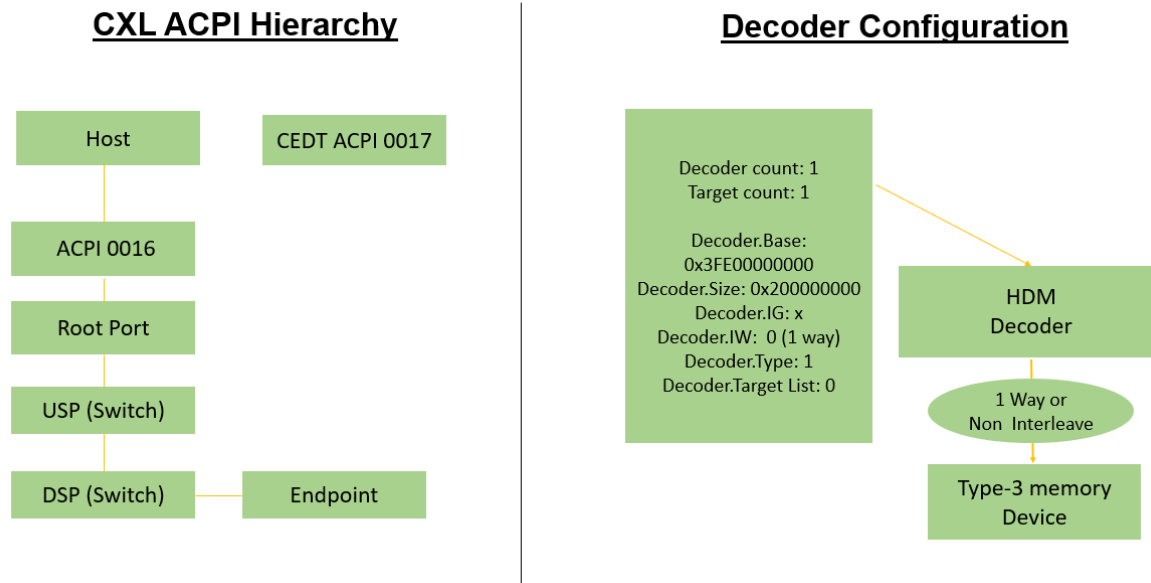 CXL ACPI Hierarchy
Host
CEDT ACPI 0017
ACPI 0016
Root Port
USP (Switch)
DSP (Switch)
Endpoint
Decoder Configuration
Decoder count: 1
Target count: 1
Decoder.Base:
0x3FE00000000
Decoder.Size: 0x200000000
Decoder.IG: x
Decoder.IW:  0 (1 way)
Decoder.Type: 1
Decoder.Target List: 0
HDM
Decoder
1 Way or
Non  Interleave
Type-3 memory
Device